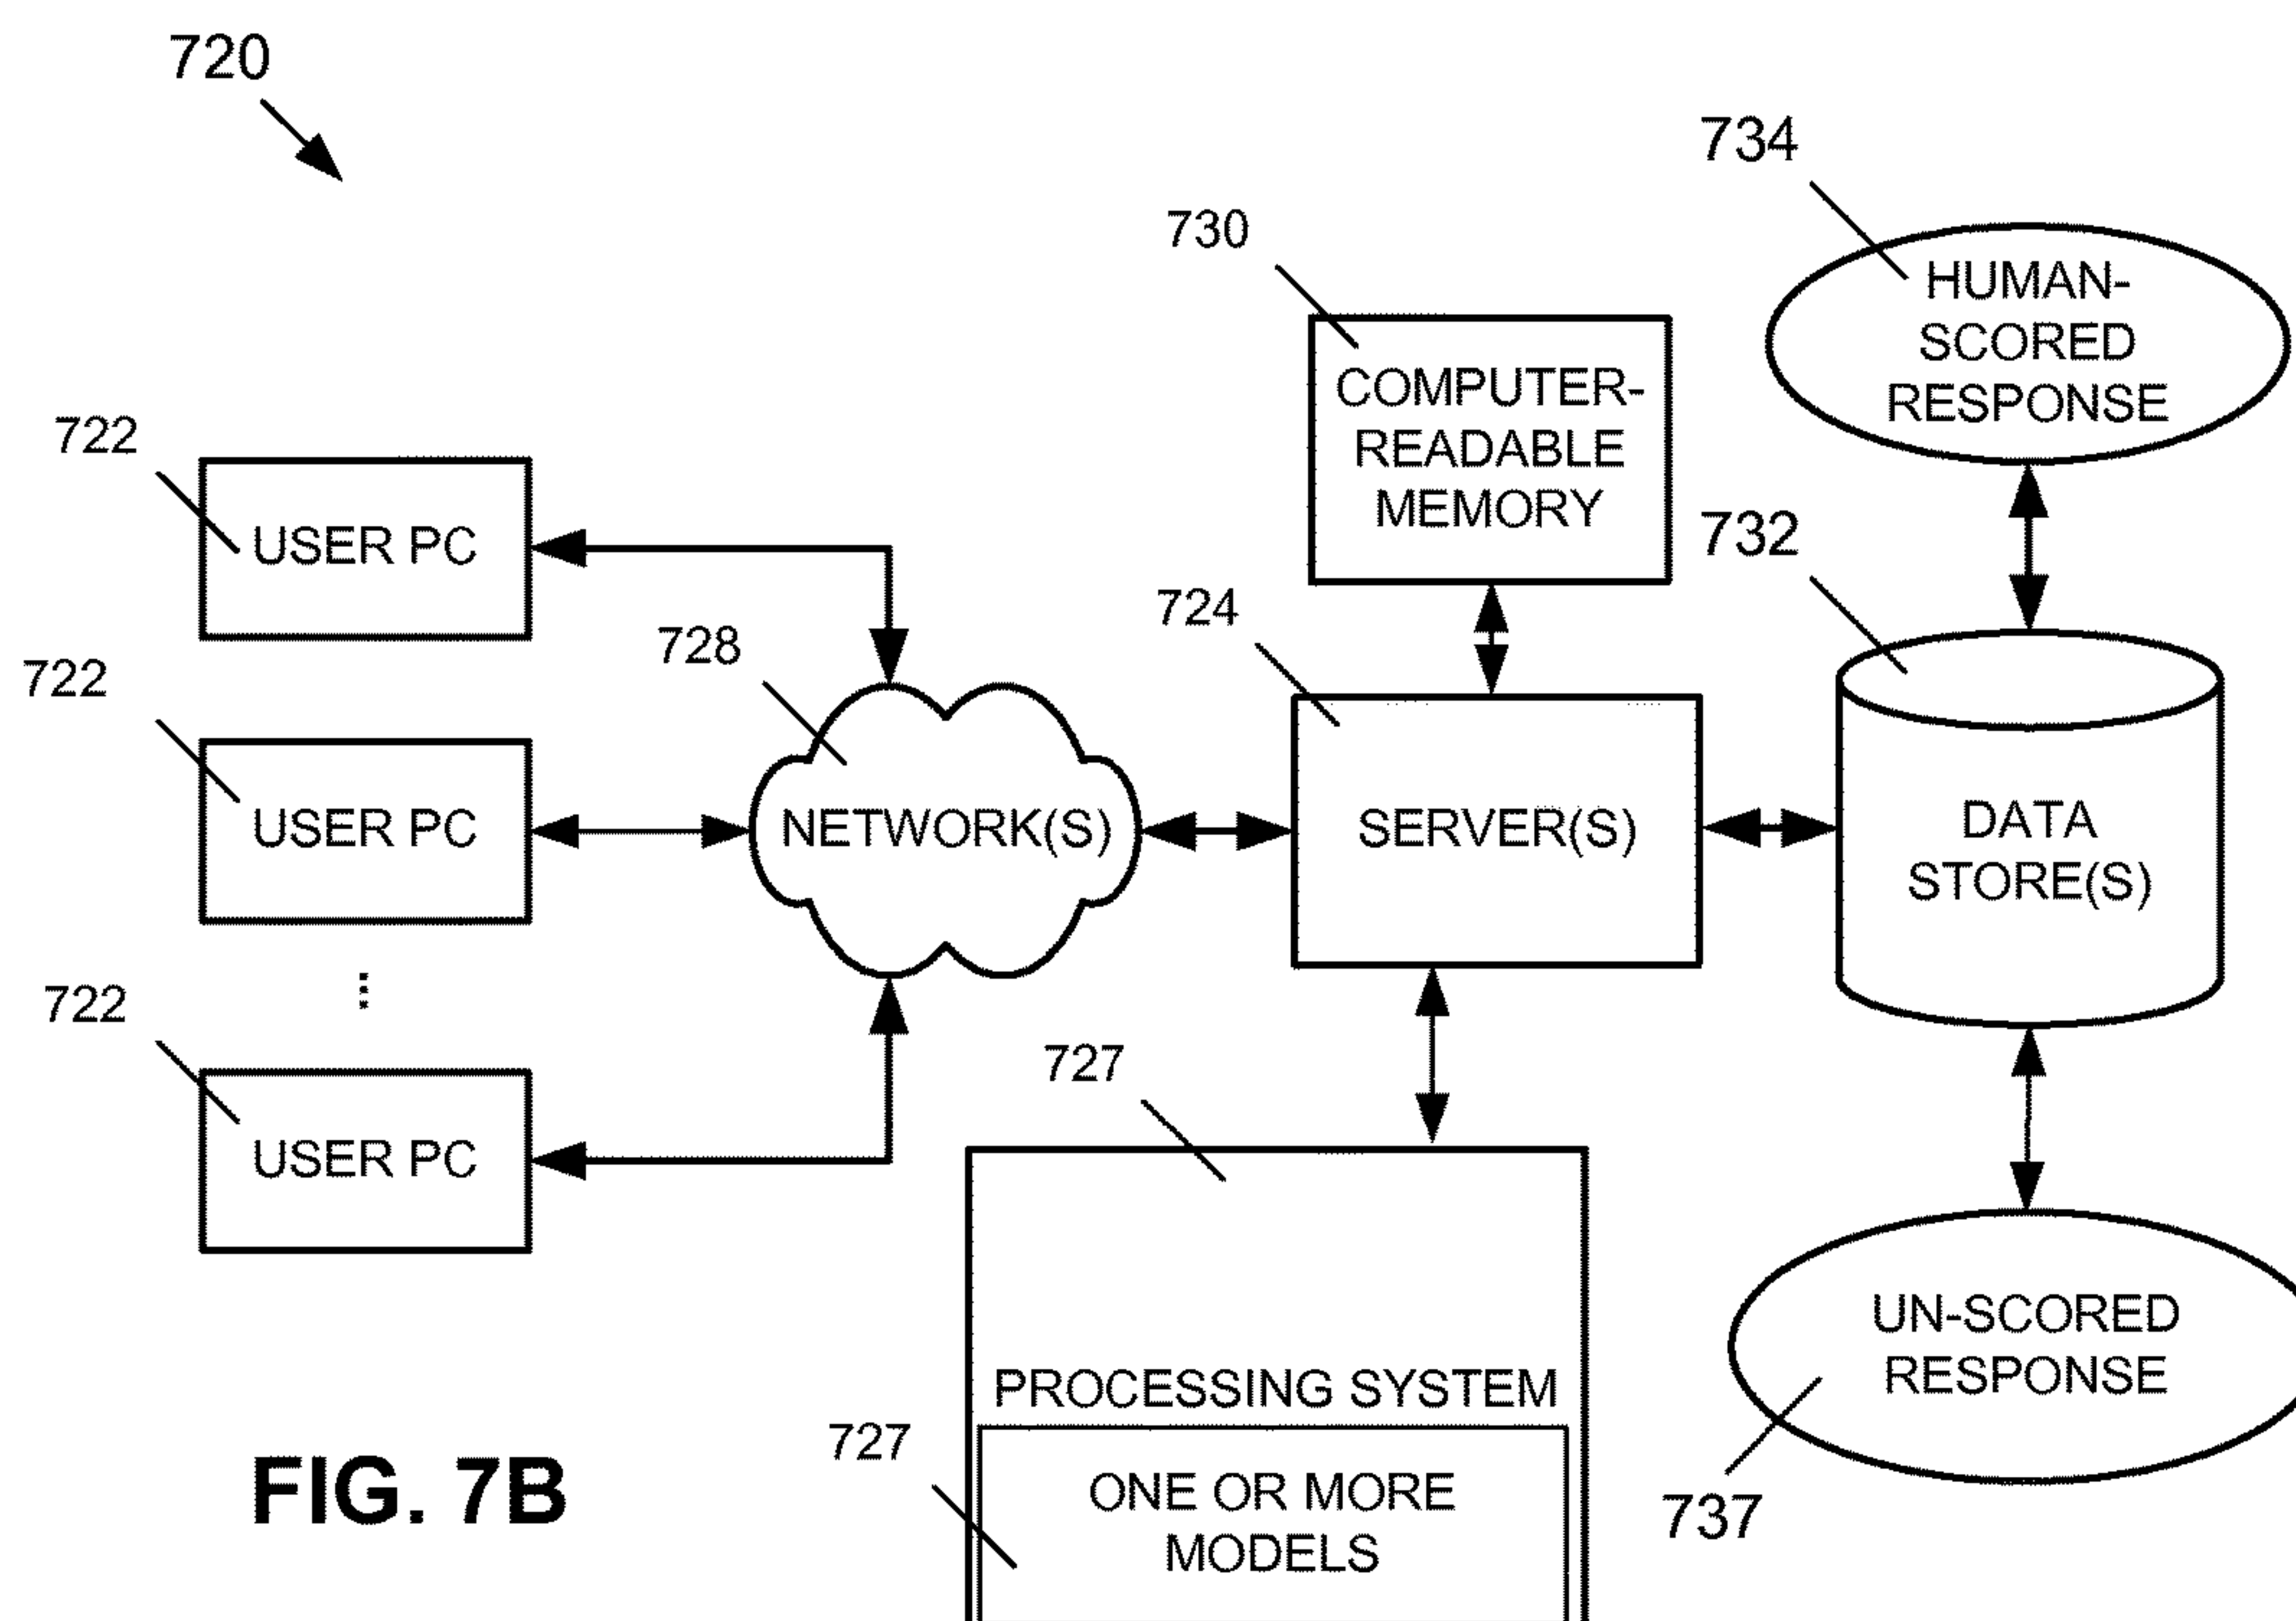 720
734
HUMAN-
SCORED
RESPONSE
730
COMPUTER-
READABLE
MEMORY
722
USER PC
732
724
728
722
USER PC
NETWORK(S)
SERVER(S)
DATA
STORE(S)
...
722
USER PC
727
PROCESSING SYSTEM
727
ONE OR MORE
MODELS
UN-SCORED
RESPONSE
737
FIG. 7B